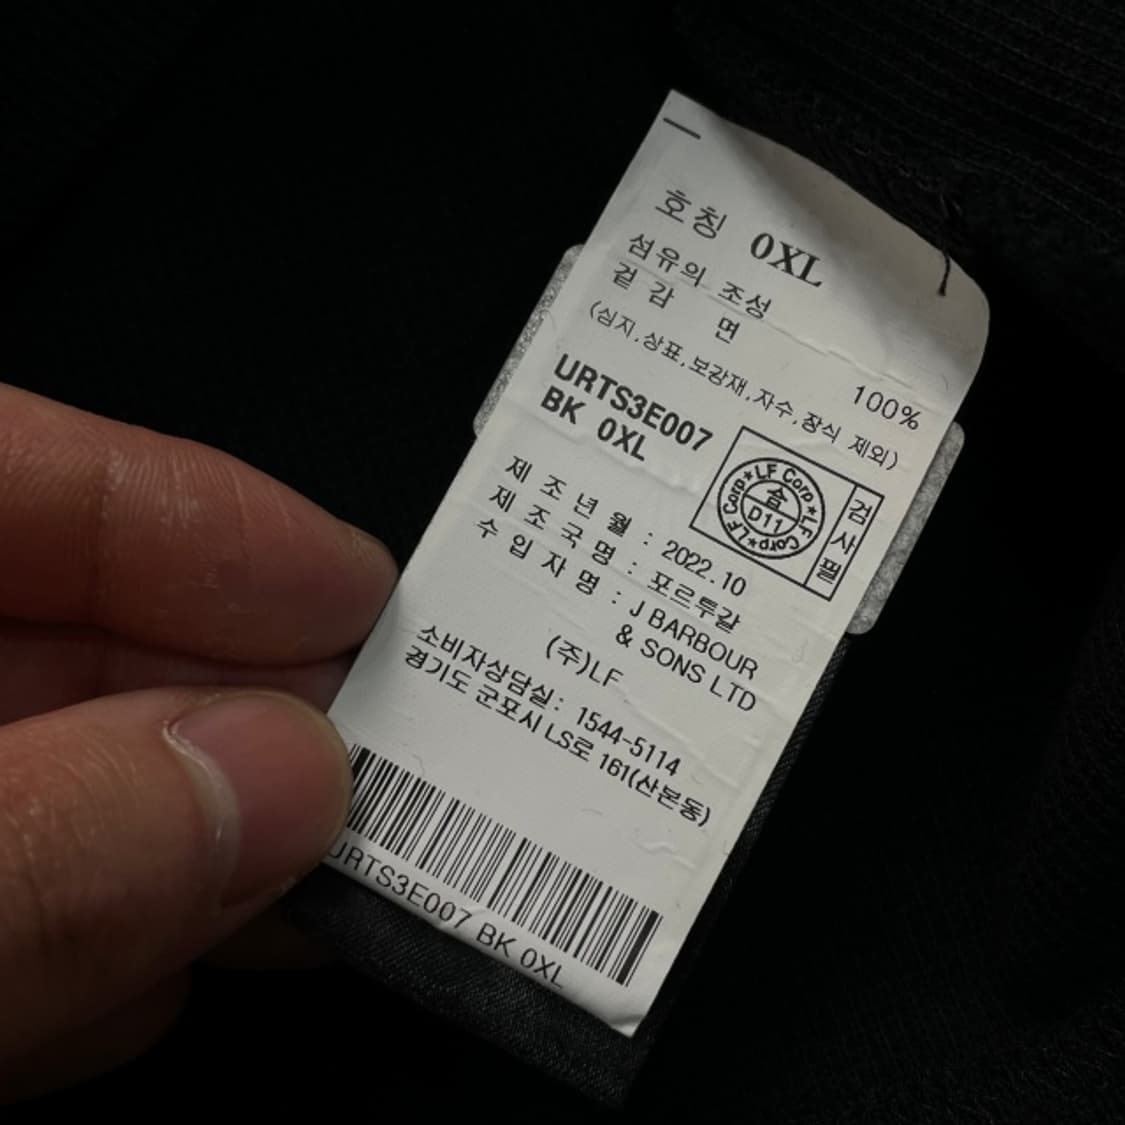 호칭 0XL
섬유의 조성
겉감 면 100%
(심지,상표,보강재,자수,장식 제외)
URTS3E007
BK 0XL
LF Corp★LF Corp★LF Corp★
合
D11
검사필
제조년월 : 2022.10
제조국명 : 포르투갈
수입자명 : J BARBOUR
& SONS LTD
(주)LF
소비자상담실: 1544-5114
경기도 군포시 LS로 161(산본동)
URTS3E007 BK 0XL